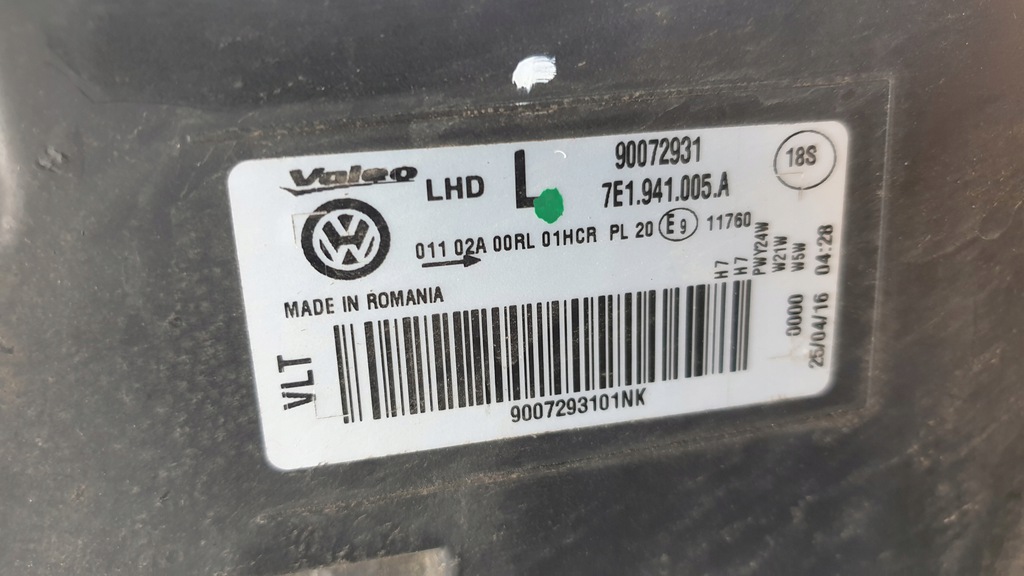 Valeo
LHD
L
90072931
7E1.941.005.A
18S
011 02A 00RL 01HCR PL 20 E9 11760
MADE IN ROMANIA
H7
H7
PWY24W
W21W
W5W
0000
25/04/16 04:28
VLT
9007293101NK